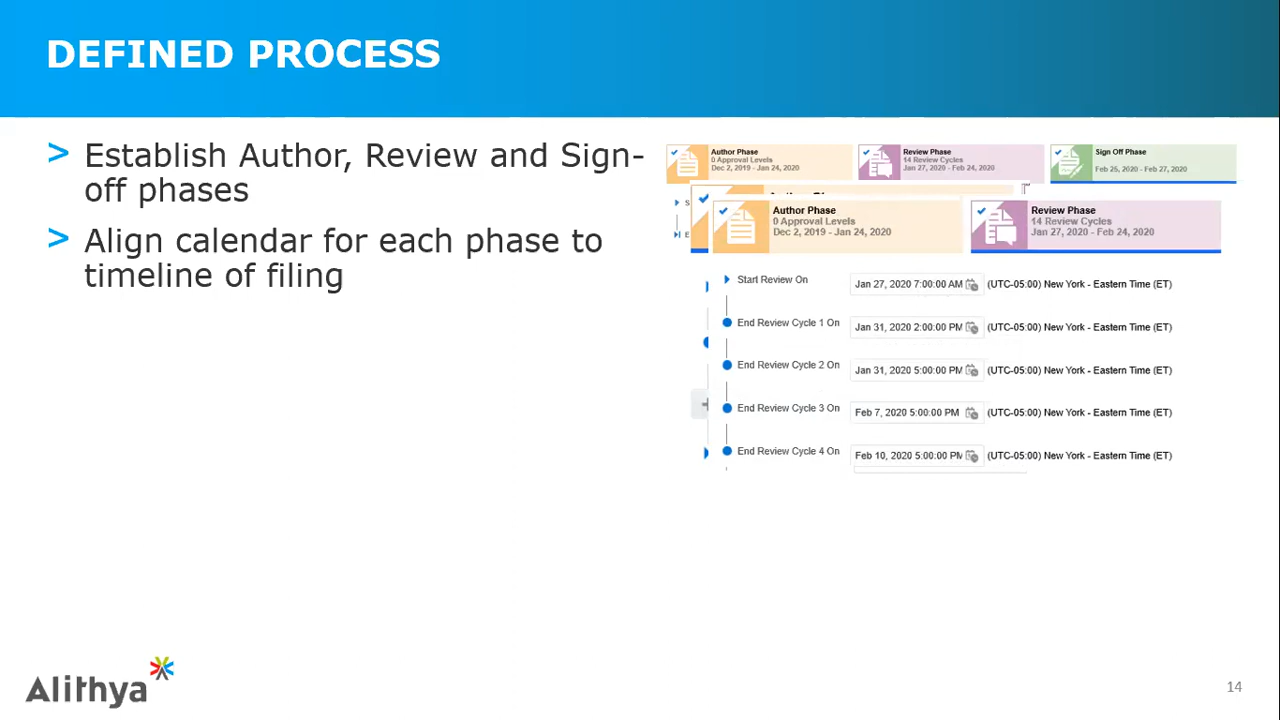 DEFINED PROCESS
> Establish Author, Review and Sign-
off phases
> Align calendar for each phase to
timeline of filing
Author Phase
0 Approval Levels
Dec 2, 2019 - Jan 24, 2020
Review Phase
14 Review Cycles
Jan 27, 2020 - Feb 24, 2020
Sign Off Phase
Feb 25, 2020 - Feb 27, 2020
Author Phase
0 Approval Levels
Dec 2, 2019 - Jan 24, 2020
Review Phase
14 Review Cycles
Jan 27, 2020 - Feb 24, 2020
Start Review On Jan 27, 2020 7:00:00 AM (UTC-05:00) New York - Eastern Time (ET)
End Review Cycle 1 On Jan 31, 2020 2:00:00 PM (UTC-05:00) New York - Eastern Time (ET)
End Review Cycle 2 On Jan 31, 2020 5:00:00 PM (UTC-05:00) New York - Eastern Time (ET)
End Review Cycle 3 On Feb 7, 2020 5:00:00 PM (UTC-05:00) New York - Eastern Time (ET)
End Review Cycle 4 On Feb 10, 2020 5:00:00 PM (UTC-05:00) New York - Eastern Time (ET)
Alithya
14